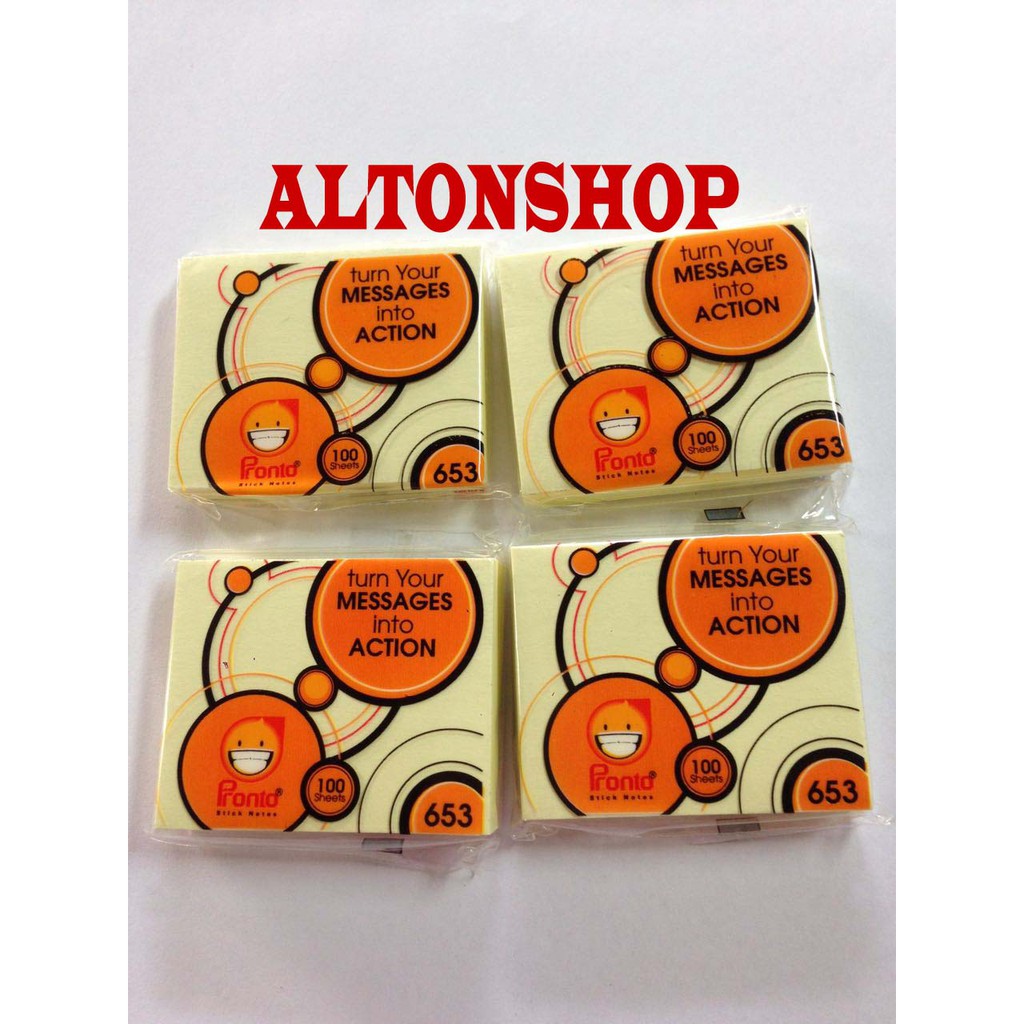 ALTONSHOP
turn Your
MESSAGES
into
ACTION
Pronto®
Stick Notes
100
Sheets
653
turn Your
MESSAGES
into
ACTION
Pronto®
Stick Notes
100
Sheets
653
turn Your
MESSAGES
into
ACTION
Pronto®
Stick Notes
100
Sheets
653
turn Your
MESSAGES
into
ACTION
Pronto®
Stick Notes
100
Sheets
653